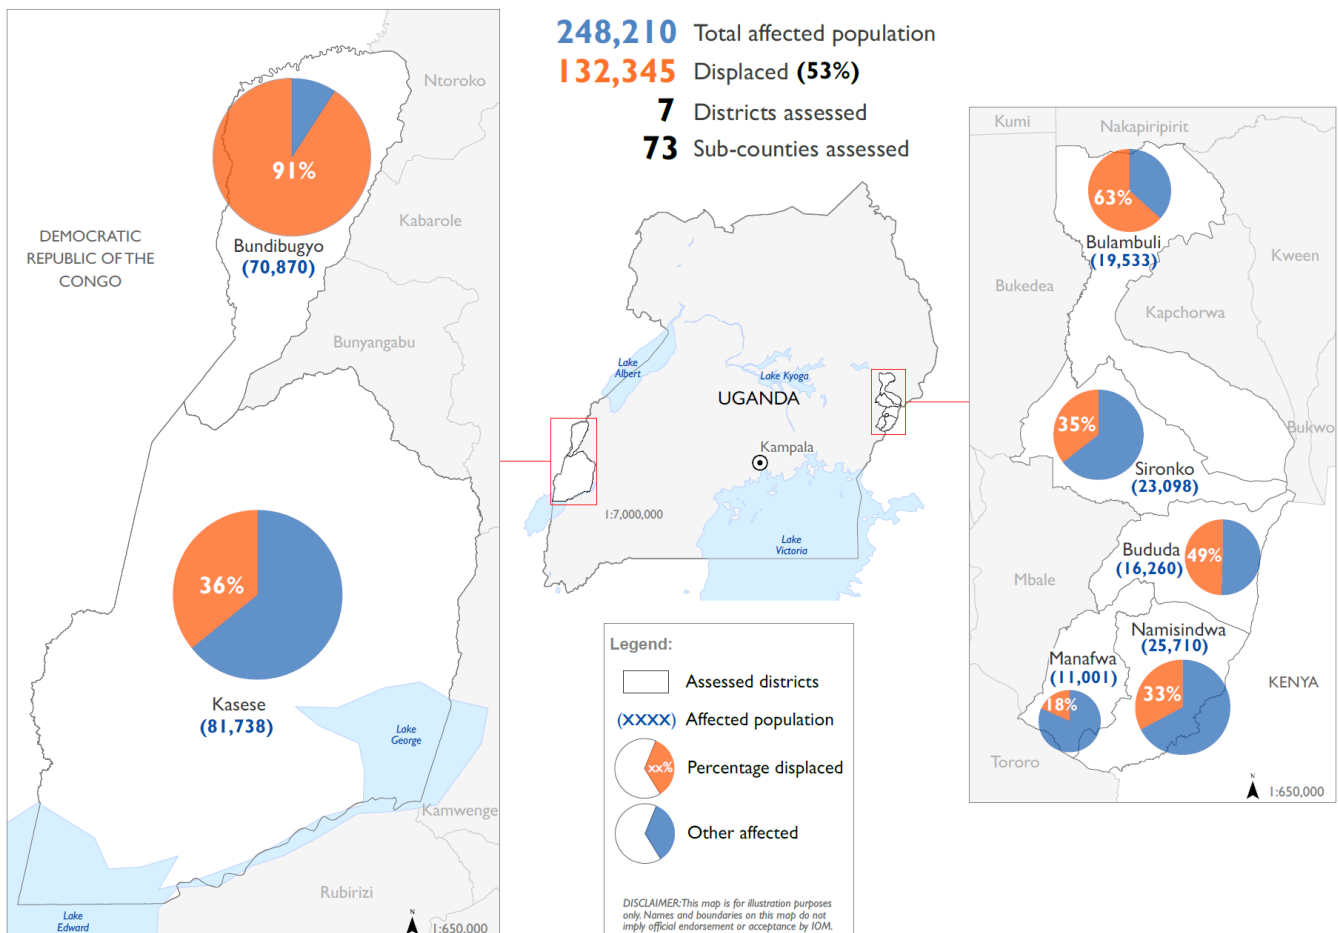 248,210 Total affected population
132,345 Displaced (53%)
7 Districts assessed
73 Sub-counties assessed
Ntoroko
91%
Kabarole
DEMOCRATIC
REPUBLIC OF THE
CONGO
Bundibugyo
(70,870)
Bunyangabu
36%
Kasese
(81,738)
Lake
George
Kamwenge
Rubirizi
Lake
Edward
N
1:650,000
Lake
Albert
Lake Kyoga
UGANDA
Kampala
1:7,000,000
Lake
Victoria
Legend:
Assessed districts
(XXXX) Affected population
xx% Percentage displaced
Other affected
DISCLAIMER:This map is for illustration purposes
only. Names and boundaries on this map do not
imply official endorsement or acceptance by IOM.
Kumi
Nakapiripirit
63%
Bulambuli
(19,533)
Kween
Bukedea
Kapchorwa
35%
Bukwo
Sironko
(23,098)
Bududa
(16,260)
49%
Mbale
Namisindwa
(25,710)
Manafwa
(11,001)
18%
33%
KENYA
Tororo
N
1:650,000